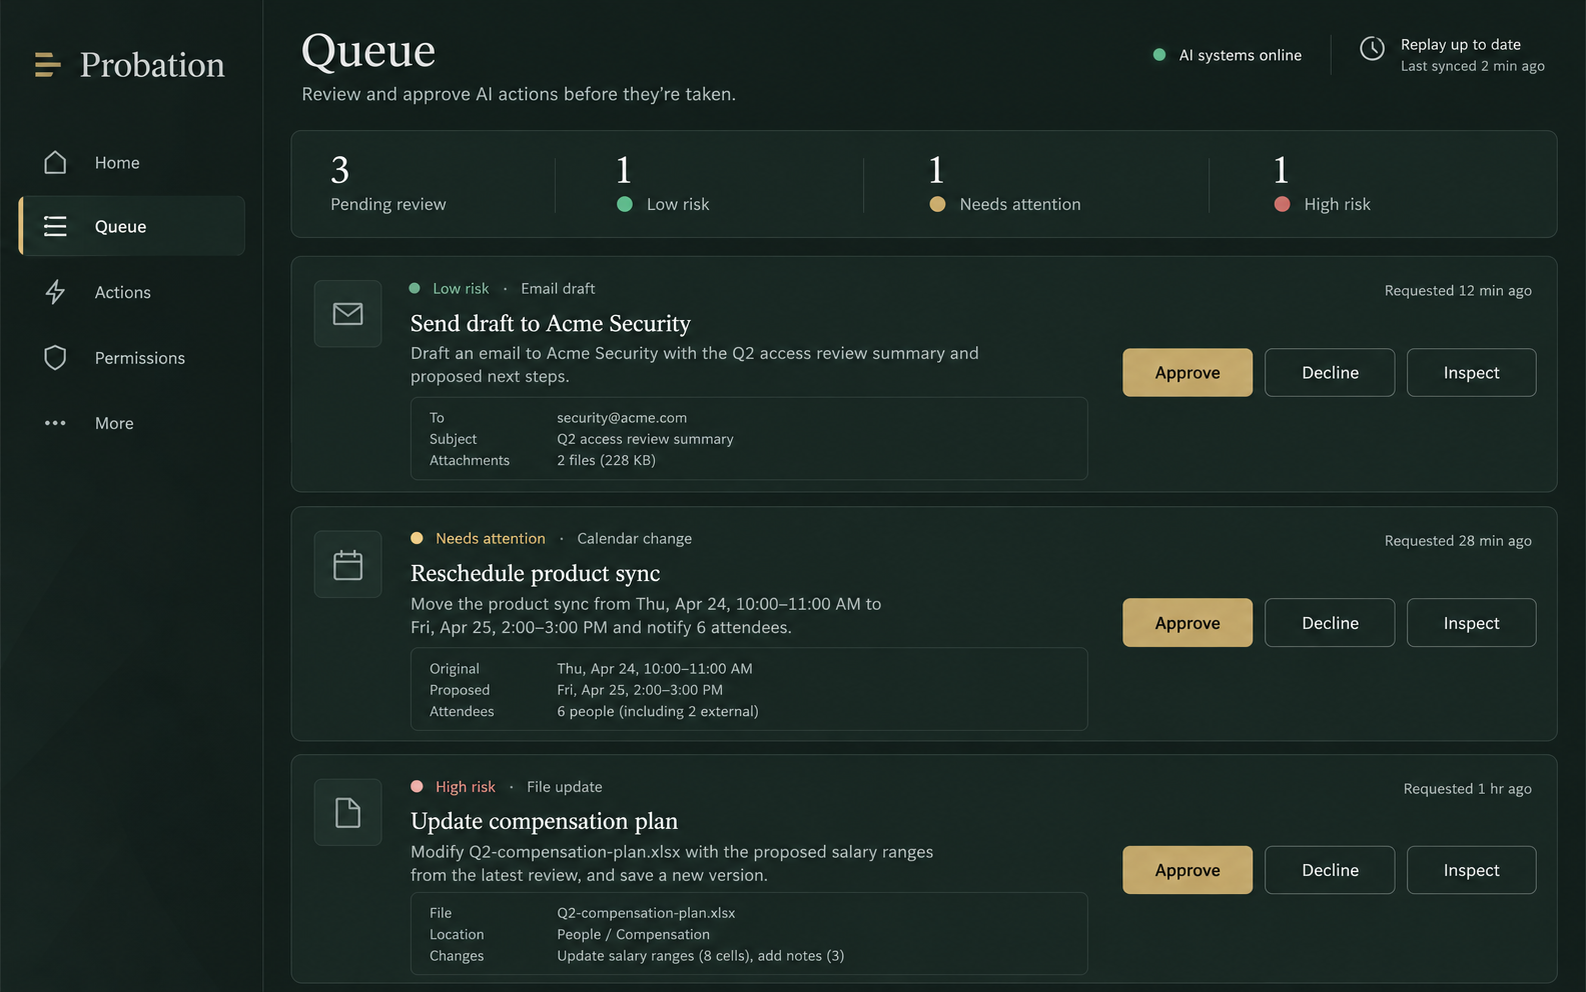 Probation
Home
Queue
Actions
Permissions
More
Queue
Review and approve AI actions before they’re taken.
AI systems online
Replay up to date
Last synced 2 min ago
3
Pending review
1
Low risk
1
Needs attention
1
High risk
Low risk · Email draft
Requested 12 min ago
Send draft to Acme Security
Draft an email to Acme Security with the Q2 access review summary and
proposed next steps.
To security@acme.com
Subject Q2 access review summary
Attachments 2 files (228 KB)
Approve Decline Inspect
Needs attention · Calendar change
Requested 28 min ago
Reschedule product sync
Move the product sync from Thu, Apr 24, 10:00–11:00 AM to
Fri, Apr 25, 2:00–3:00 PM and notify 6 attendees.
Original Thu, Apr 24, 10:00–11:00 AM
Proposed Fri, Apr 25, 2:00–3:00 PM
Attendees 6 people (including 2 external)
Approve Decline Inspect
High risk · File update
Requested 1 hr ago
Update compensation plan
Modify Q2-compensation-plan.xlsx with the proposed salary ranges
from the latest review, and save a new version.
File Q2-compensation-plan.xlsx
Location People / Compensation
Changes Update salary ranges (8 cells), add notes (3)
Approve Decline Inspect